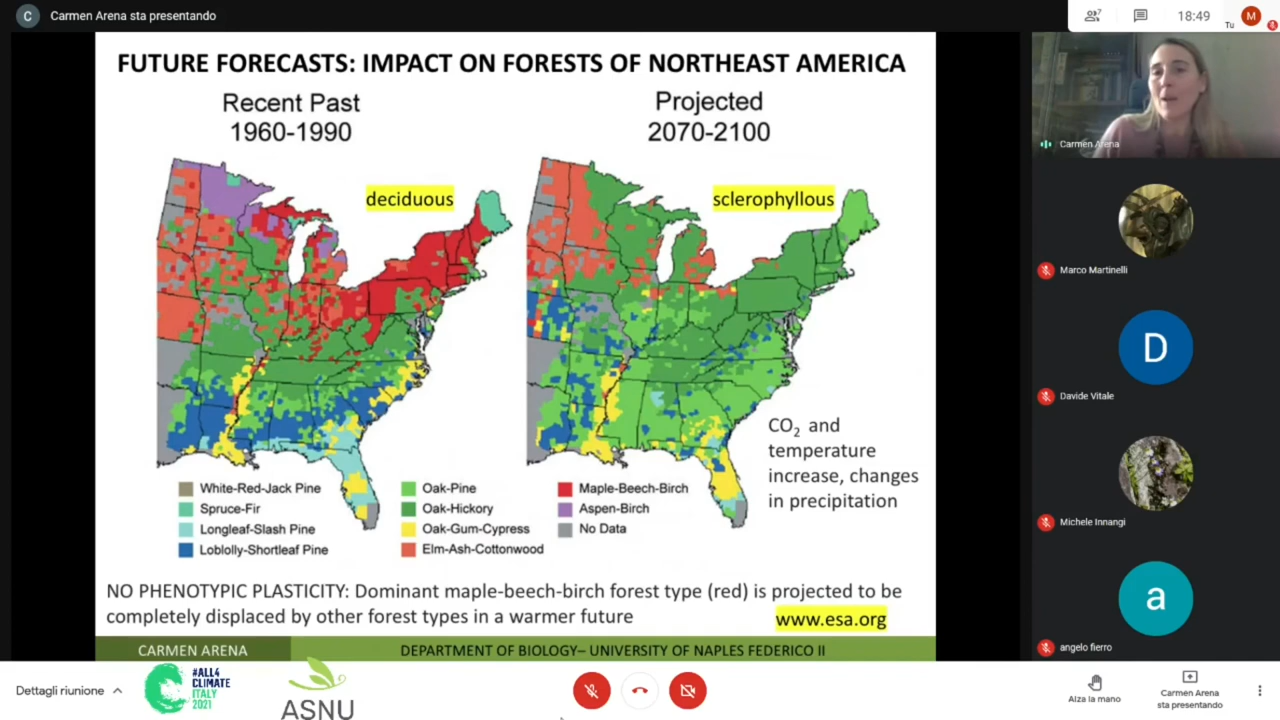 C
Carmen Arena sta presentando
7
18:49
M
Tu
FUTURE FORECASTS: IMPACT ON FORESTS OF NORTHEAST AMERICA
Recent Past
1960-1990
Projected
2070-2100
deciduous
sclerophyllous
CO2 and
temperature
increase, changes
in precipitation
White-Red-Jack Pine
Spruce-Fir
Longleaf-Slash Pine
Loblolly-Shortleaf Pine
Oak-Pine
Oak-Hickory
Oak-Gum-Cypress
Elm-Ash-Cottonwood
Maple-Beech-Birch
Aspen-Birch
No Data
NO PHENOTYPIC PLASTICITY: Dominant maple-beech-birch forest type (red) is projected to be
completely displaced by other forest types in a warmer future
www.esa.org
CARMEN ARENA
DEPARTMENT OF BIOLOGY– UNIVERSITY OF NAPLES FEDERICO II
Carmen Arena
Marco Martinelli
D
Davide Vitale
Michele Innangi
a
angelo fierro
Dettagli riunione
#ALL4
CLIMATE
ITALY
2021
ASNU
Alza la mano
Carmen Arena
sta presentando